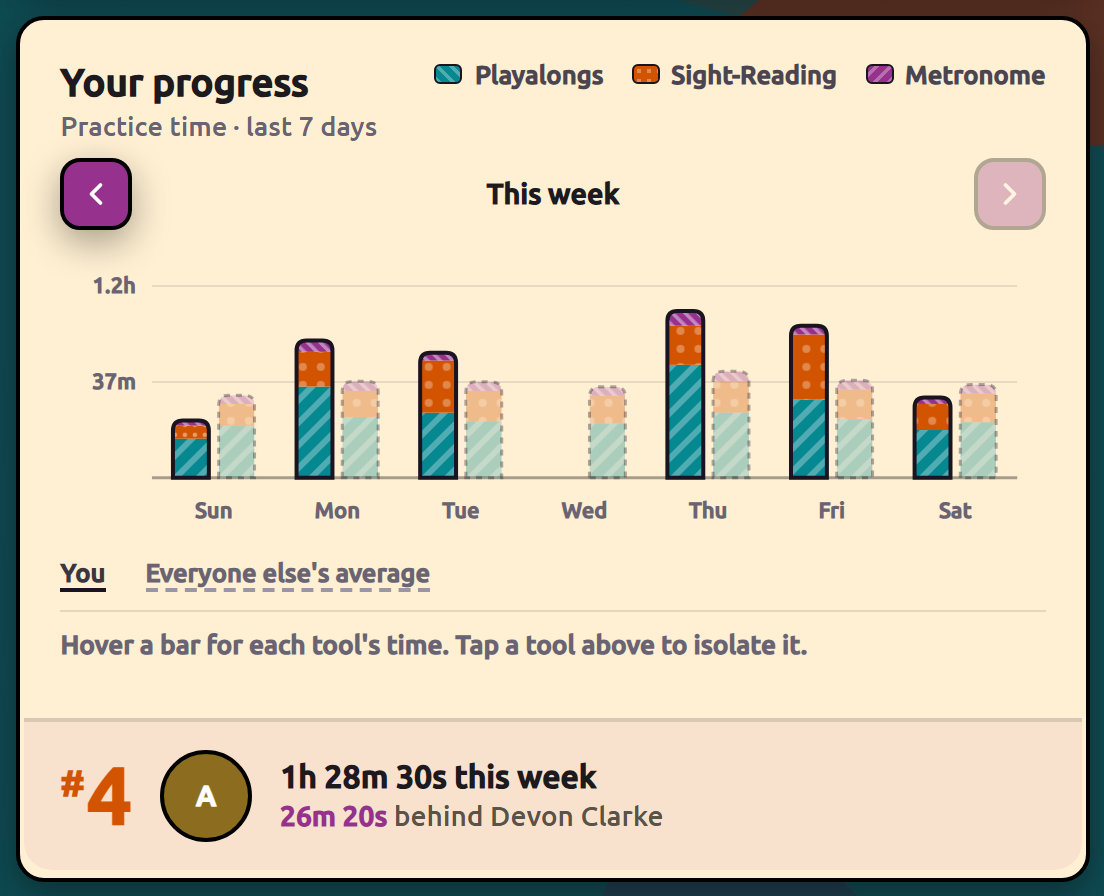 Your progress
Playalongs Sight-Reading Metronome
Practice time · last 7 days
This week
1.2h
37m
Sun Mon Tue Wed Thu Fri Sat
You Everyone else's average
Hover a bar for each tool's time. Tap a tool above to isolate it.
#4
A
1h 28m 30s this week
26m 20s behind Devon Clarke